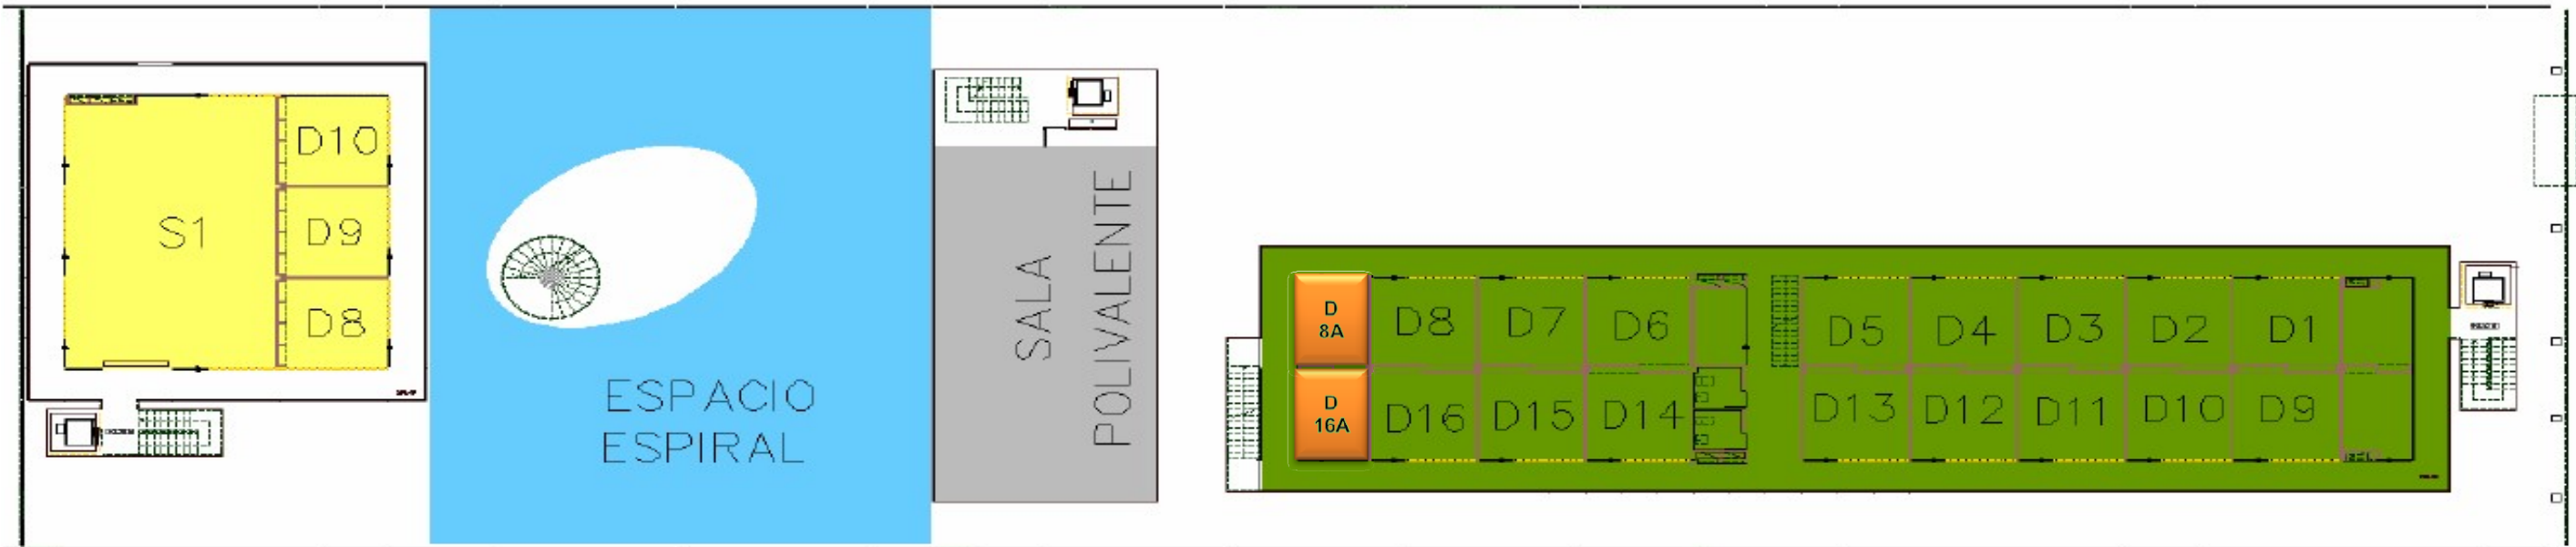 S1
D10
D9
D8
ESPACIO
ESPIRAL
SALA
POLIVALENTE
D
8A
D8
D7
D6
D5
D4
D3
D2
D1
D
16A
D16
D15
D14
D13
D12
D11
D10
D9